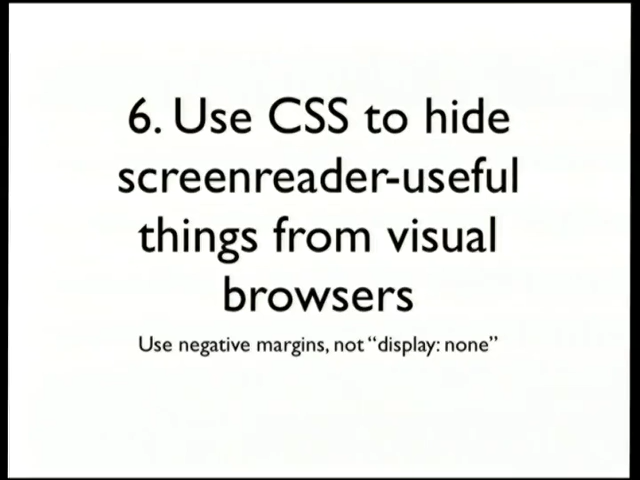 6. Use CSS to hide
screenreader-useful
things from visual
browsers
Use negative margins, not “display: none”